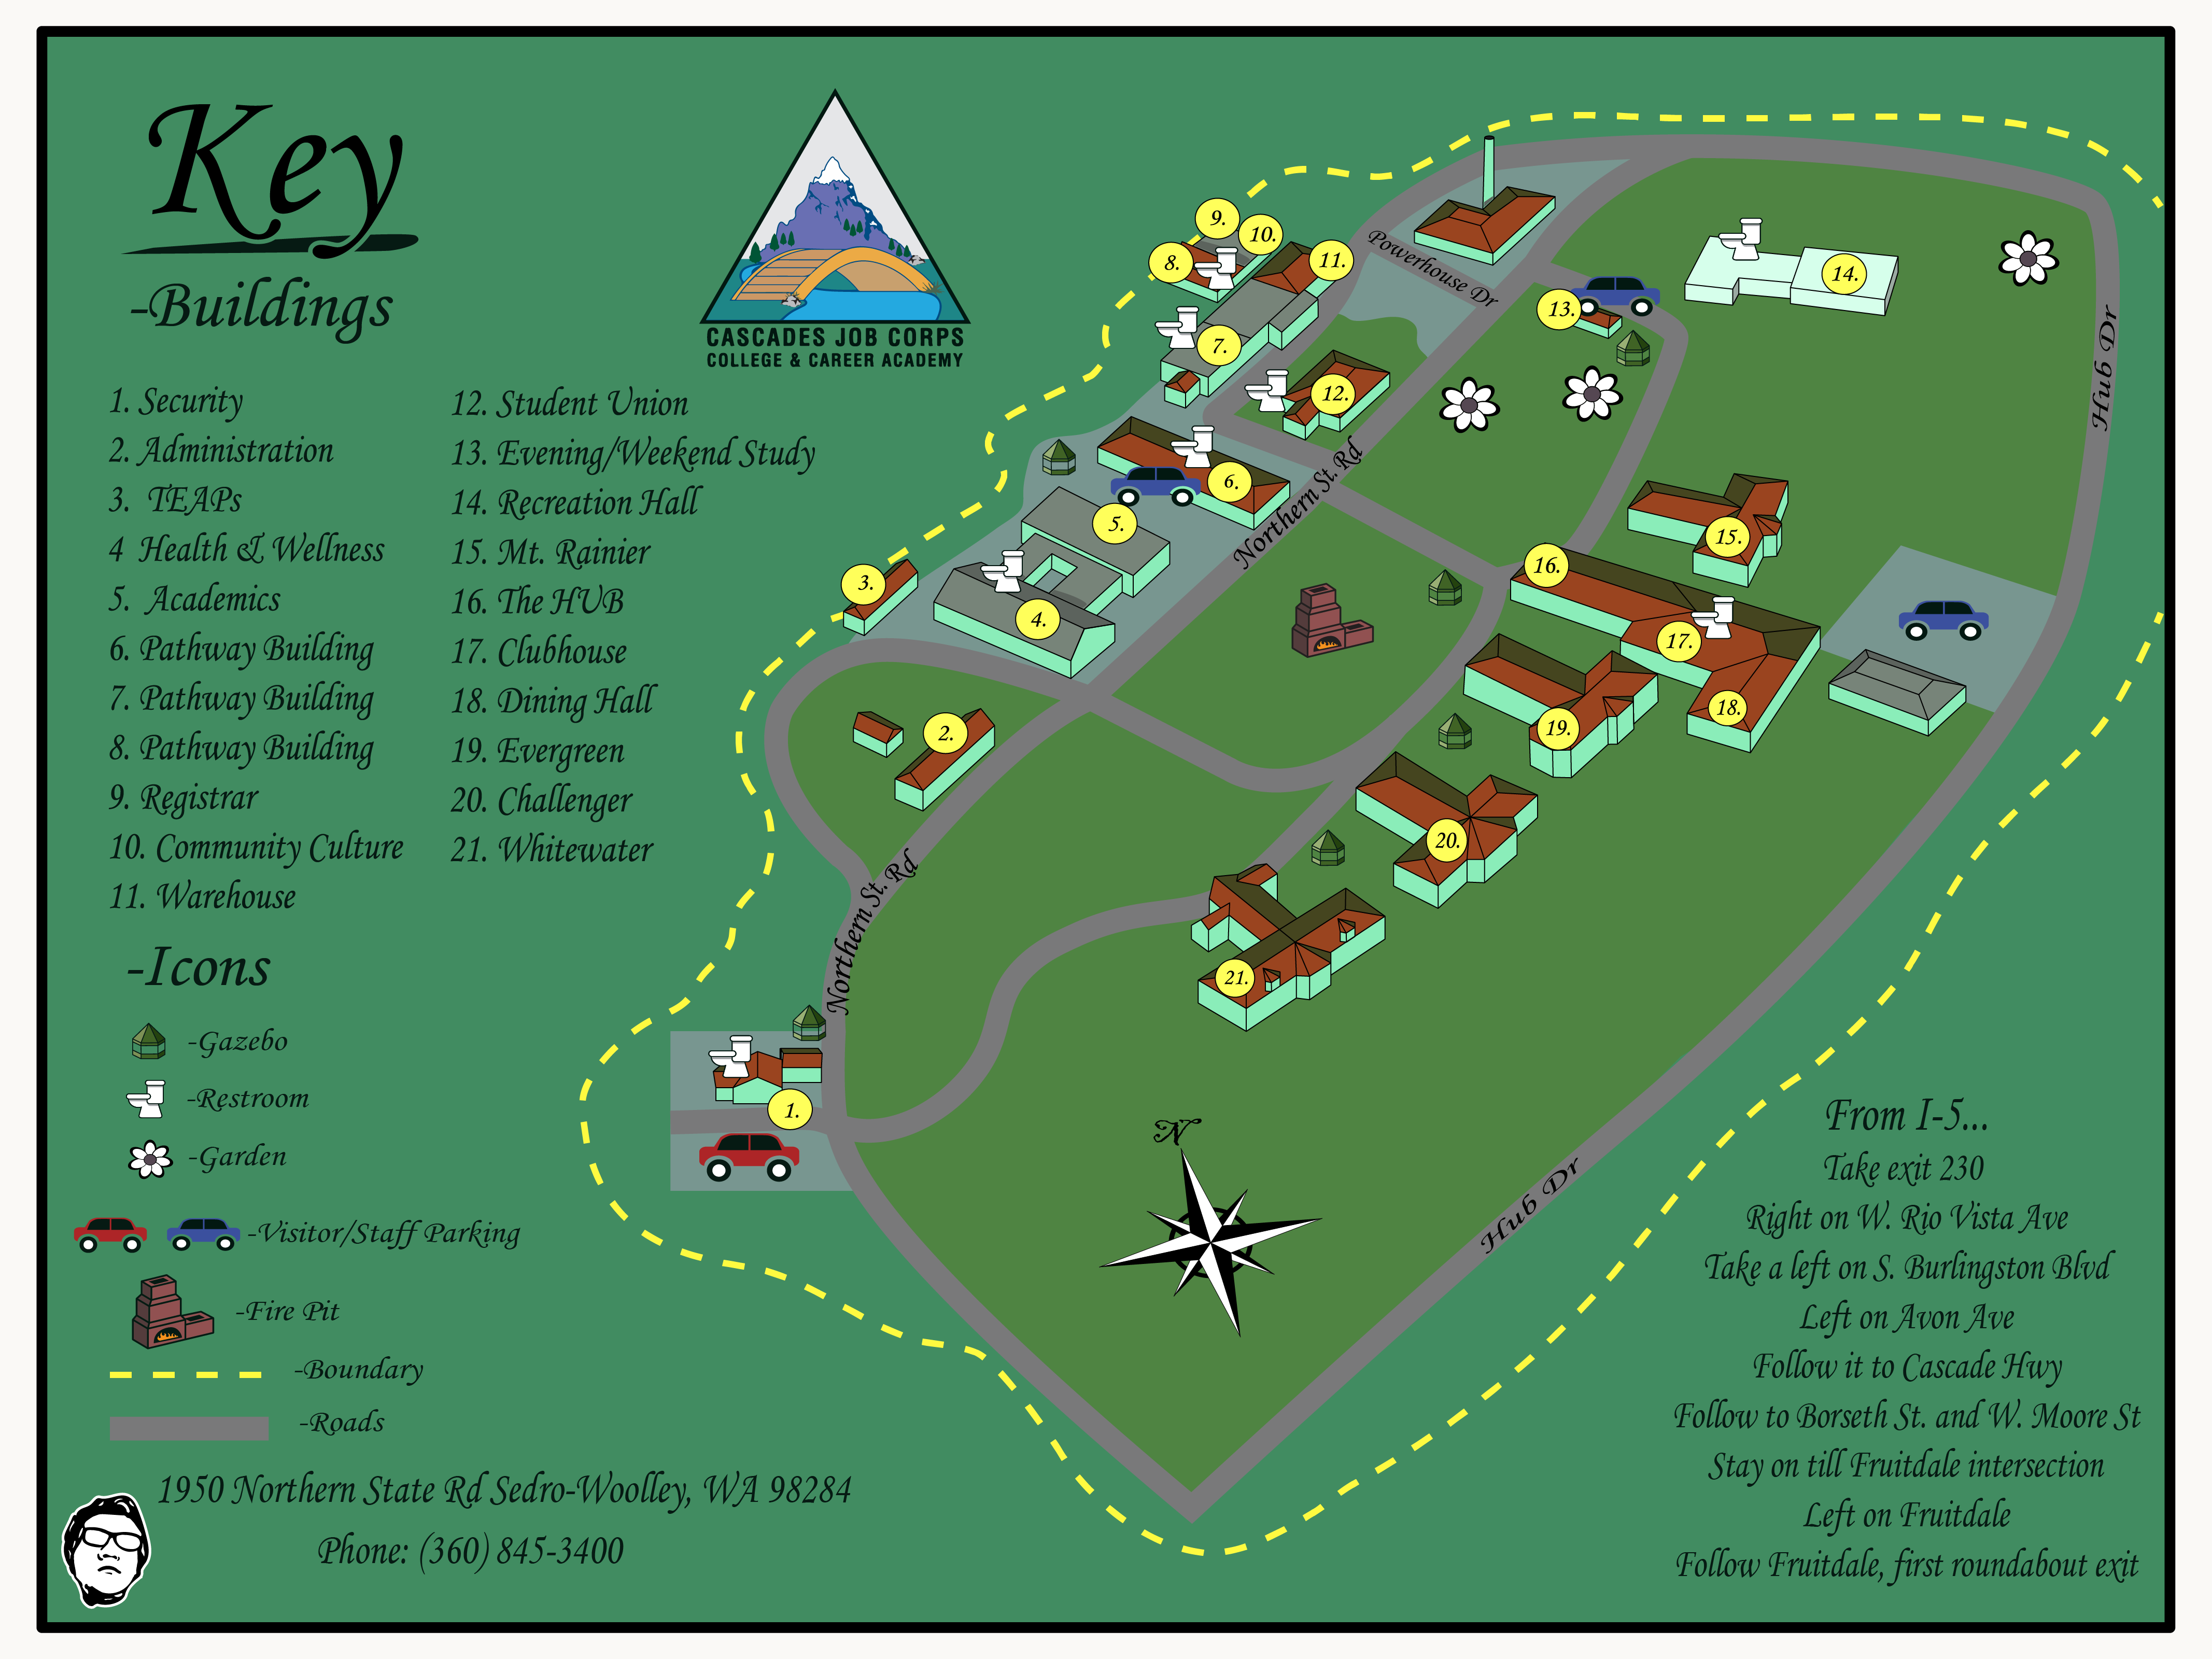 Key
-Buildings
1. Security
2. Administration
3. TEAPs
4 Health & Wellness
5. Academics
6. Pathway Building
7. Pathway Building
8. Pathway Building
9. Registrar
10. Community Culture
11. Warehouse
12. Student Union
13. Evening/Weekend Study
14. Recreation Hall
15. Mt. Rainier
16. The HUB
17. Clubhouse
18. Dining Hall
19. Evergreen
20. Challenger
21. Whitewater
-Icons
-Gazebo
-Restroom
-Garden
-Visitor/Staff Parking
-Fire Pit
-Boundary
-Roads
1950 Northern State Rd Sedro-Woolley, WA 98284
Phone: (360) 845-3400
CASCADES JOB CORPS
COLLEGE & CAREER ACADEMY
9.
10.
8.
11.
7.
Powerhouse Dr
14.
13.
12.
Hub Dr
6.
5.
Northern St. Rd
15.
16.
3.
4.
17.
18.
2.
19.
20.
Northern St. Rd
21.
1.
N
Hub Dr
From I-5...
Take exit 230
Right on W. Rio Vista Ave
Take a left on S. Burlingston Blvd
Left on Avon Ave
Follow it to Cascade Hwy
Follow to Borseth St. and W. Moore St
Stay on till Fruitdale intersection
Left on Fruitdale
Follow Fruitdale, first roundabout exit